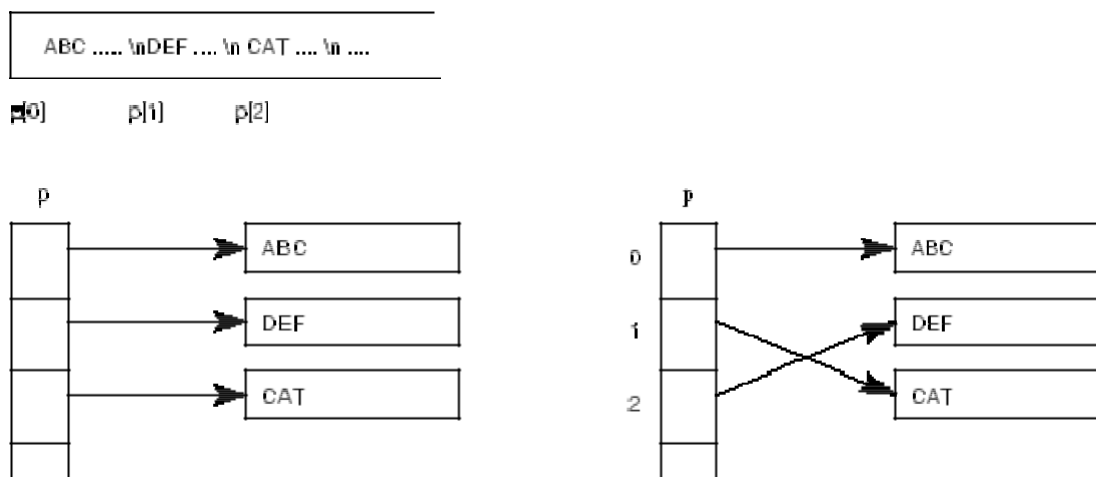 ABC ..... \nDEF .... \n CAT .... \n ....
p[0] p[1] p[2]
p
ABC
DEF
CAT
p
0
ABC
1
DEF
2
CAT